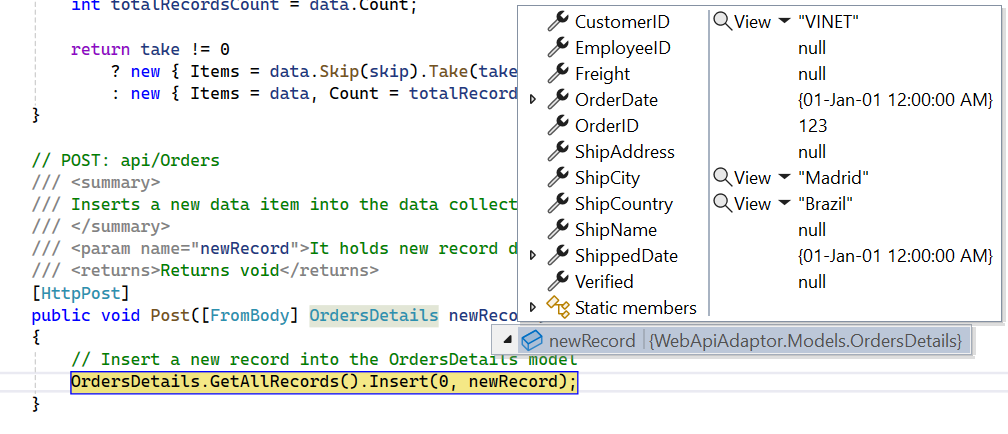 int totalRecordsCount = data.Count;
return take != 0
? new { Items = data.Skip(skip).Take(take
: new { Items = data, Count = totalRecord
}
// POST: api/Orders
/// <summary>
/// Inserts a new data item into the data collect
/// </summary>
/// <param name="newRecord">It holds new record d
/// <returns>Returns void</returns>
[HttpPost]
public void Post([FromBody] OrdersDetails newReco
{
// Insert a new record into the OrdersDetails model
OrdersDetails.GetAllRecords().Insert(0, newRecord);
}
CustomerID View "VINET"
EmployeeID null
Freight null
OrderDate {01-Jan-01 12:00:00 AM}
OrderID 123
ShipAddress null
ShipCity View "Madrid"
ShipCountry View "Brazil"
ShipName null
ShippedDate {01-Jan-01 12:00:00 AM}
Verified null
Static members
newRecord {WebApiAdaptor.Models.OrdersDetails}